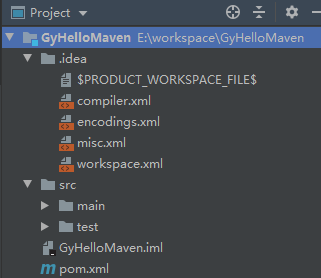 Project
GyHelloMaven E:\workspace\GyHelloMaven
.idea
$PRODUCT_WORKSPACE_FILE$
compiler.xml
encodings.xml
misc.xml
workspace.xml
src
main
test
GyHelloMaven.iml
pom.xml